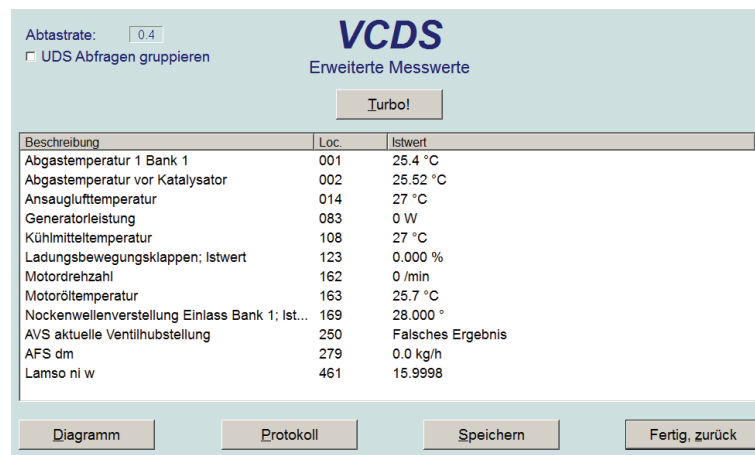 Abtastrate: 0.4
VCDS
UDS Abfragen gruppieren
Erweiterte Messwerte
Turbo!
Beschreibung Loc. Istwert
Abgastemperatur 1 Bank 1 001 25.4 °C
Abgastemperatur vor Katalysator 002 25.52 °C
Ansauglufttemperatur 014 27 °C
Generatorleistung 083 0 W
Kühlmitteltemperatur 108 27 °C
Ladungsbewegungsklappen; Istwert 123 0.000 %
Motordrehzahl 162 0 /min
Motoröltemperatur 163 25.7 °C
Nockenwellenverstellung Einlass Bank 1; Ist... 169 28.000 °
AVS aktuelle Ventilhubstellung 250 Falsches Ergebnis
AFS dm 279 0.0 kg/h
Lamso ni w 461 15.9998
Diagramm Protokoll Speichern Fertig, zurück